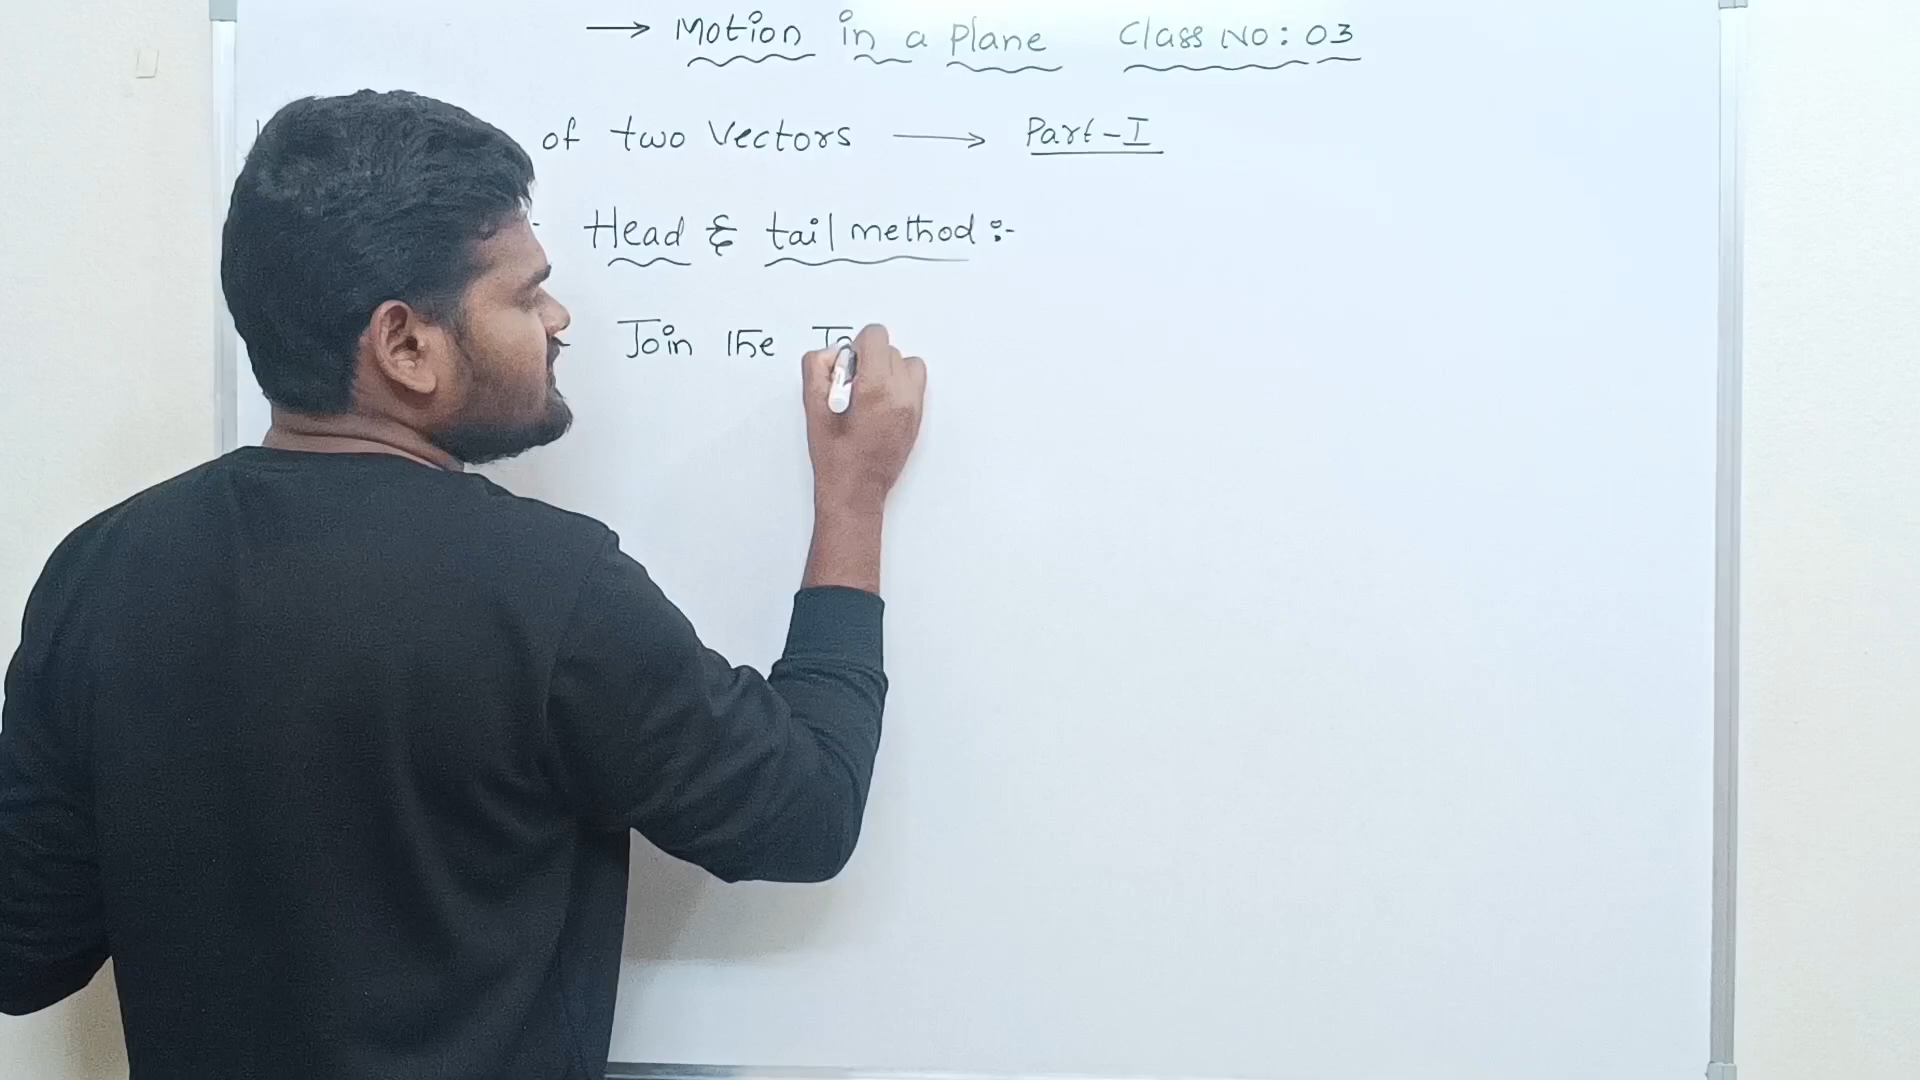 → Motion in a plane Class No: 03
of two Vectors → Part-I
Head & tail method :-
Join the